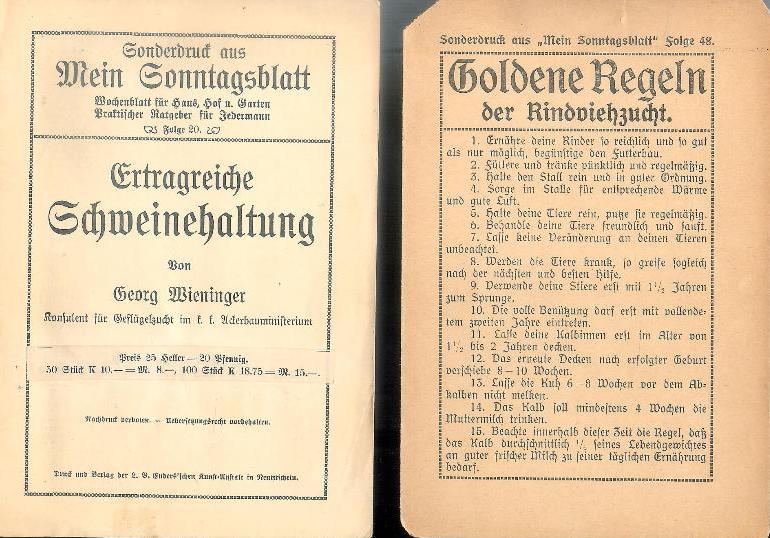 Sonderdruck aus
Mein Sonntagsblatt
Wochenblatt für Haus, Hof u. Garten
Praktischer Ratgeber für Jedermann
Folge 20.
Ertragreiche
Schweinehaltung
Von
Georg Wieninger
Konsulent für Geflügelzucht im k. k. Ackerbauministerium
Preis 25 Heller — 20 Pfennig.
50 Stück K 10.— = M. 8.—, 100 Stück K 18.75 = M. 15.—.
Nachdruck verboten. – Uebersetzungsrecht vorbehalten.
Druck und Verlag der L. V. Enders'schen Kunst-Anstalt in Neutitschein.
Sonderdruck aus „Mein Sonntagsblatt" Folge 48.
Goldene Regeln
der Rindviehzucht.
1. Ernähre deine Rinder so reichlich und so gut
als nur möglich, begünstige den Futterbau.
2. Füttere und tränke pünktlich und regelmäßig.
3. Halte den Stall rein und in guter Ordnung.
4. Sorge im Stalle für entsprechende Wärme
und gute Luft.
5. Halte deine Tiere rein, putze sie regelmäßig.
6. Behandle deine Tiere freundlich und sanft.
7. Lasse keine Veränderung an deinen Tieren
unbeachtet.
8. Werden die Tiere krank, so greife sogleich
nach der nächsten und besten Hilfe.
9. Verwende deine Stiere erst mit 1½ Jahren
zum Sprunge.
10. Die volle Benützung darf erst mit vollende-
tem zweiten Jahre eintreten.
11. Lasse deine Kalbinnen erst im Alter von
1½ bis 2 Jahren decken.
12. Das erneute Decken nach erfolgter Geburt
verschiebe 8–10 Wochen.
13. Lasse die Kuh 6–8 Wochen vor dem Ab-
kalben nicht melken.
14. Das Kalb soll mindestens 4 Wochen die
Muttermilch trinken.
15. Beachte innerhalb dieser Zeit die Regel, daß
das Kalb durchschnittlich seines Lebendgewichtes
an guter frischer Milch zu seiner täglichen Ernährung
bedarf.